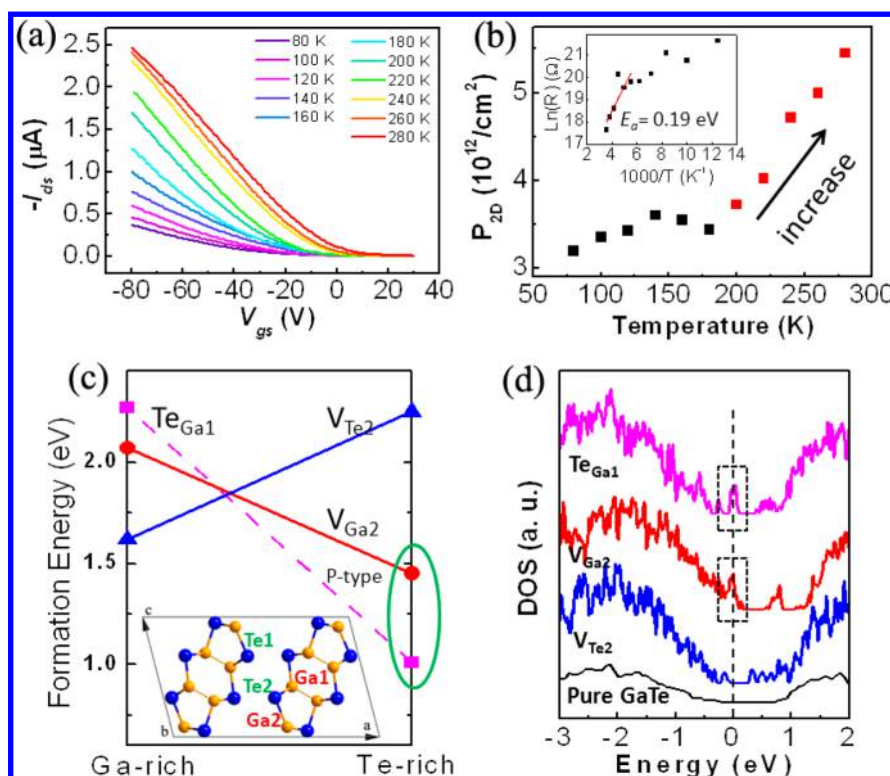 (a)
80 K
100 K
120 K
140 K
160 K
180 K
200 K
220 K
240 K
260 K
280 K
-I_ds (μA)
2.5
2.0
1.5
1.0
0.5
0.0
-80 -60 -40 -20 0 20 40
V_gs (V)
(b)
P_2D (10^12/cm^2)
5
4
3
50 100 150 200 250 300
Temperature (K)
increase
Ln(R) (Ω)
21
20
19
18
17
E_a= 0.19 eV
4 6 8 10 12 14
1000/T (K^-1)
(c)
Formation Energy (eV)
2.0
1.5
1.0
Te_Ga1
V_Te2
V_Ga2
P-type
c
Te1
Te2
Ga1
Ga2
b
a
Ga-rich Te-rich
(d)
DOS (a. u.)
Te_Ga1
V_Ga2
V_Te2
Pure GaTe
-3 -2 -1 0 1 2
Energy (eV)